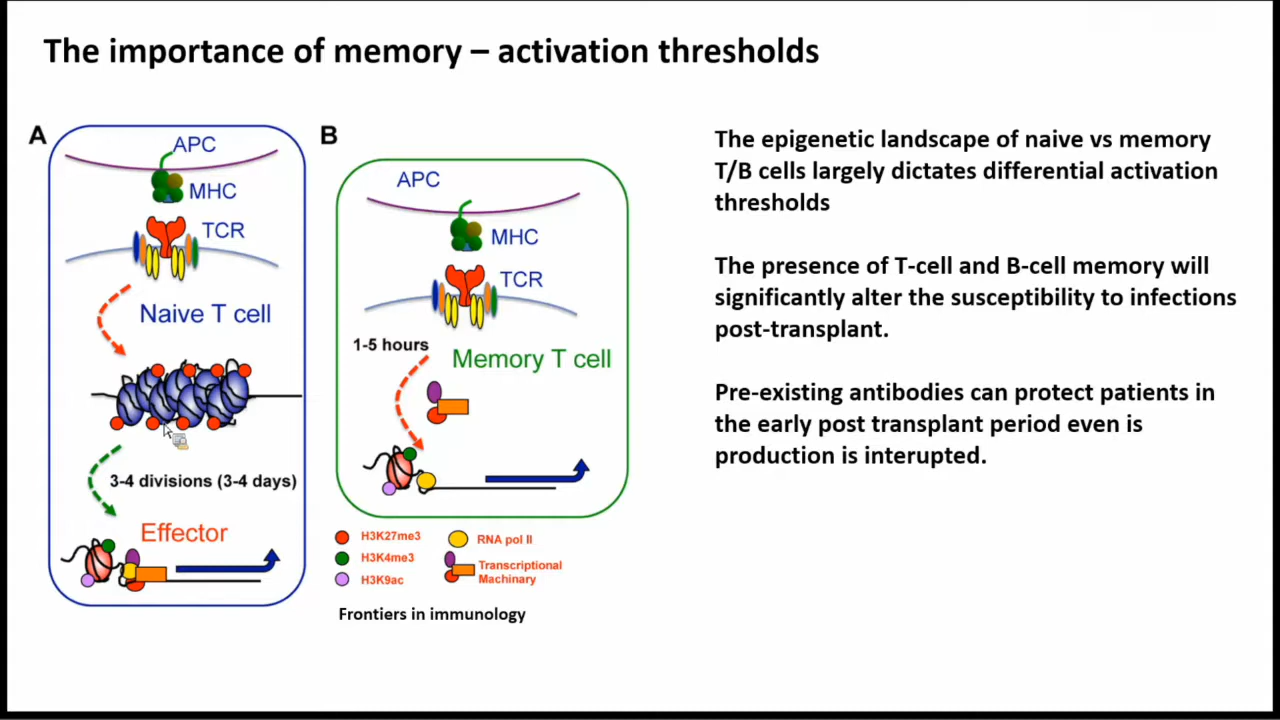 The importance of memory – activation thresholds
A
APC
MHC
TCR
Naive T cell
3-4 divisions (3-4 days)
Effector
B
APC
MHC
TCR
1-5 hours
Memory T cell
H3K27me3
H3K4me3
H3K9ac
RNA pol II
Transcriptional
Machinary
Frontiers in immunology
The epigenetic landscape of naive vs memory
T/B cells largely dictates differential activation
thresholds
The presence of T-cell and B-cell memory will
significantly alter the susceptibility to infections
post-transplant.
Pre-existing antibodies can protect patients in
the early post transplant period even is
production is interupted.